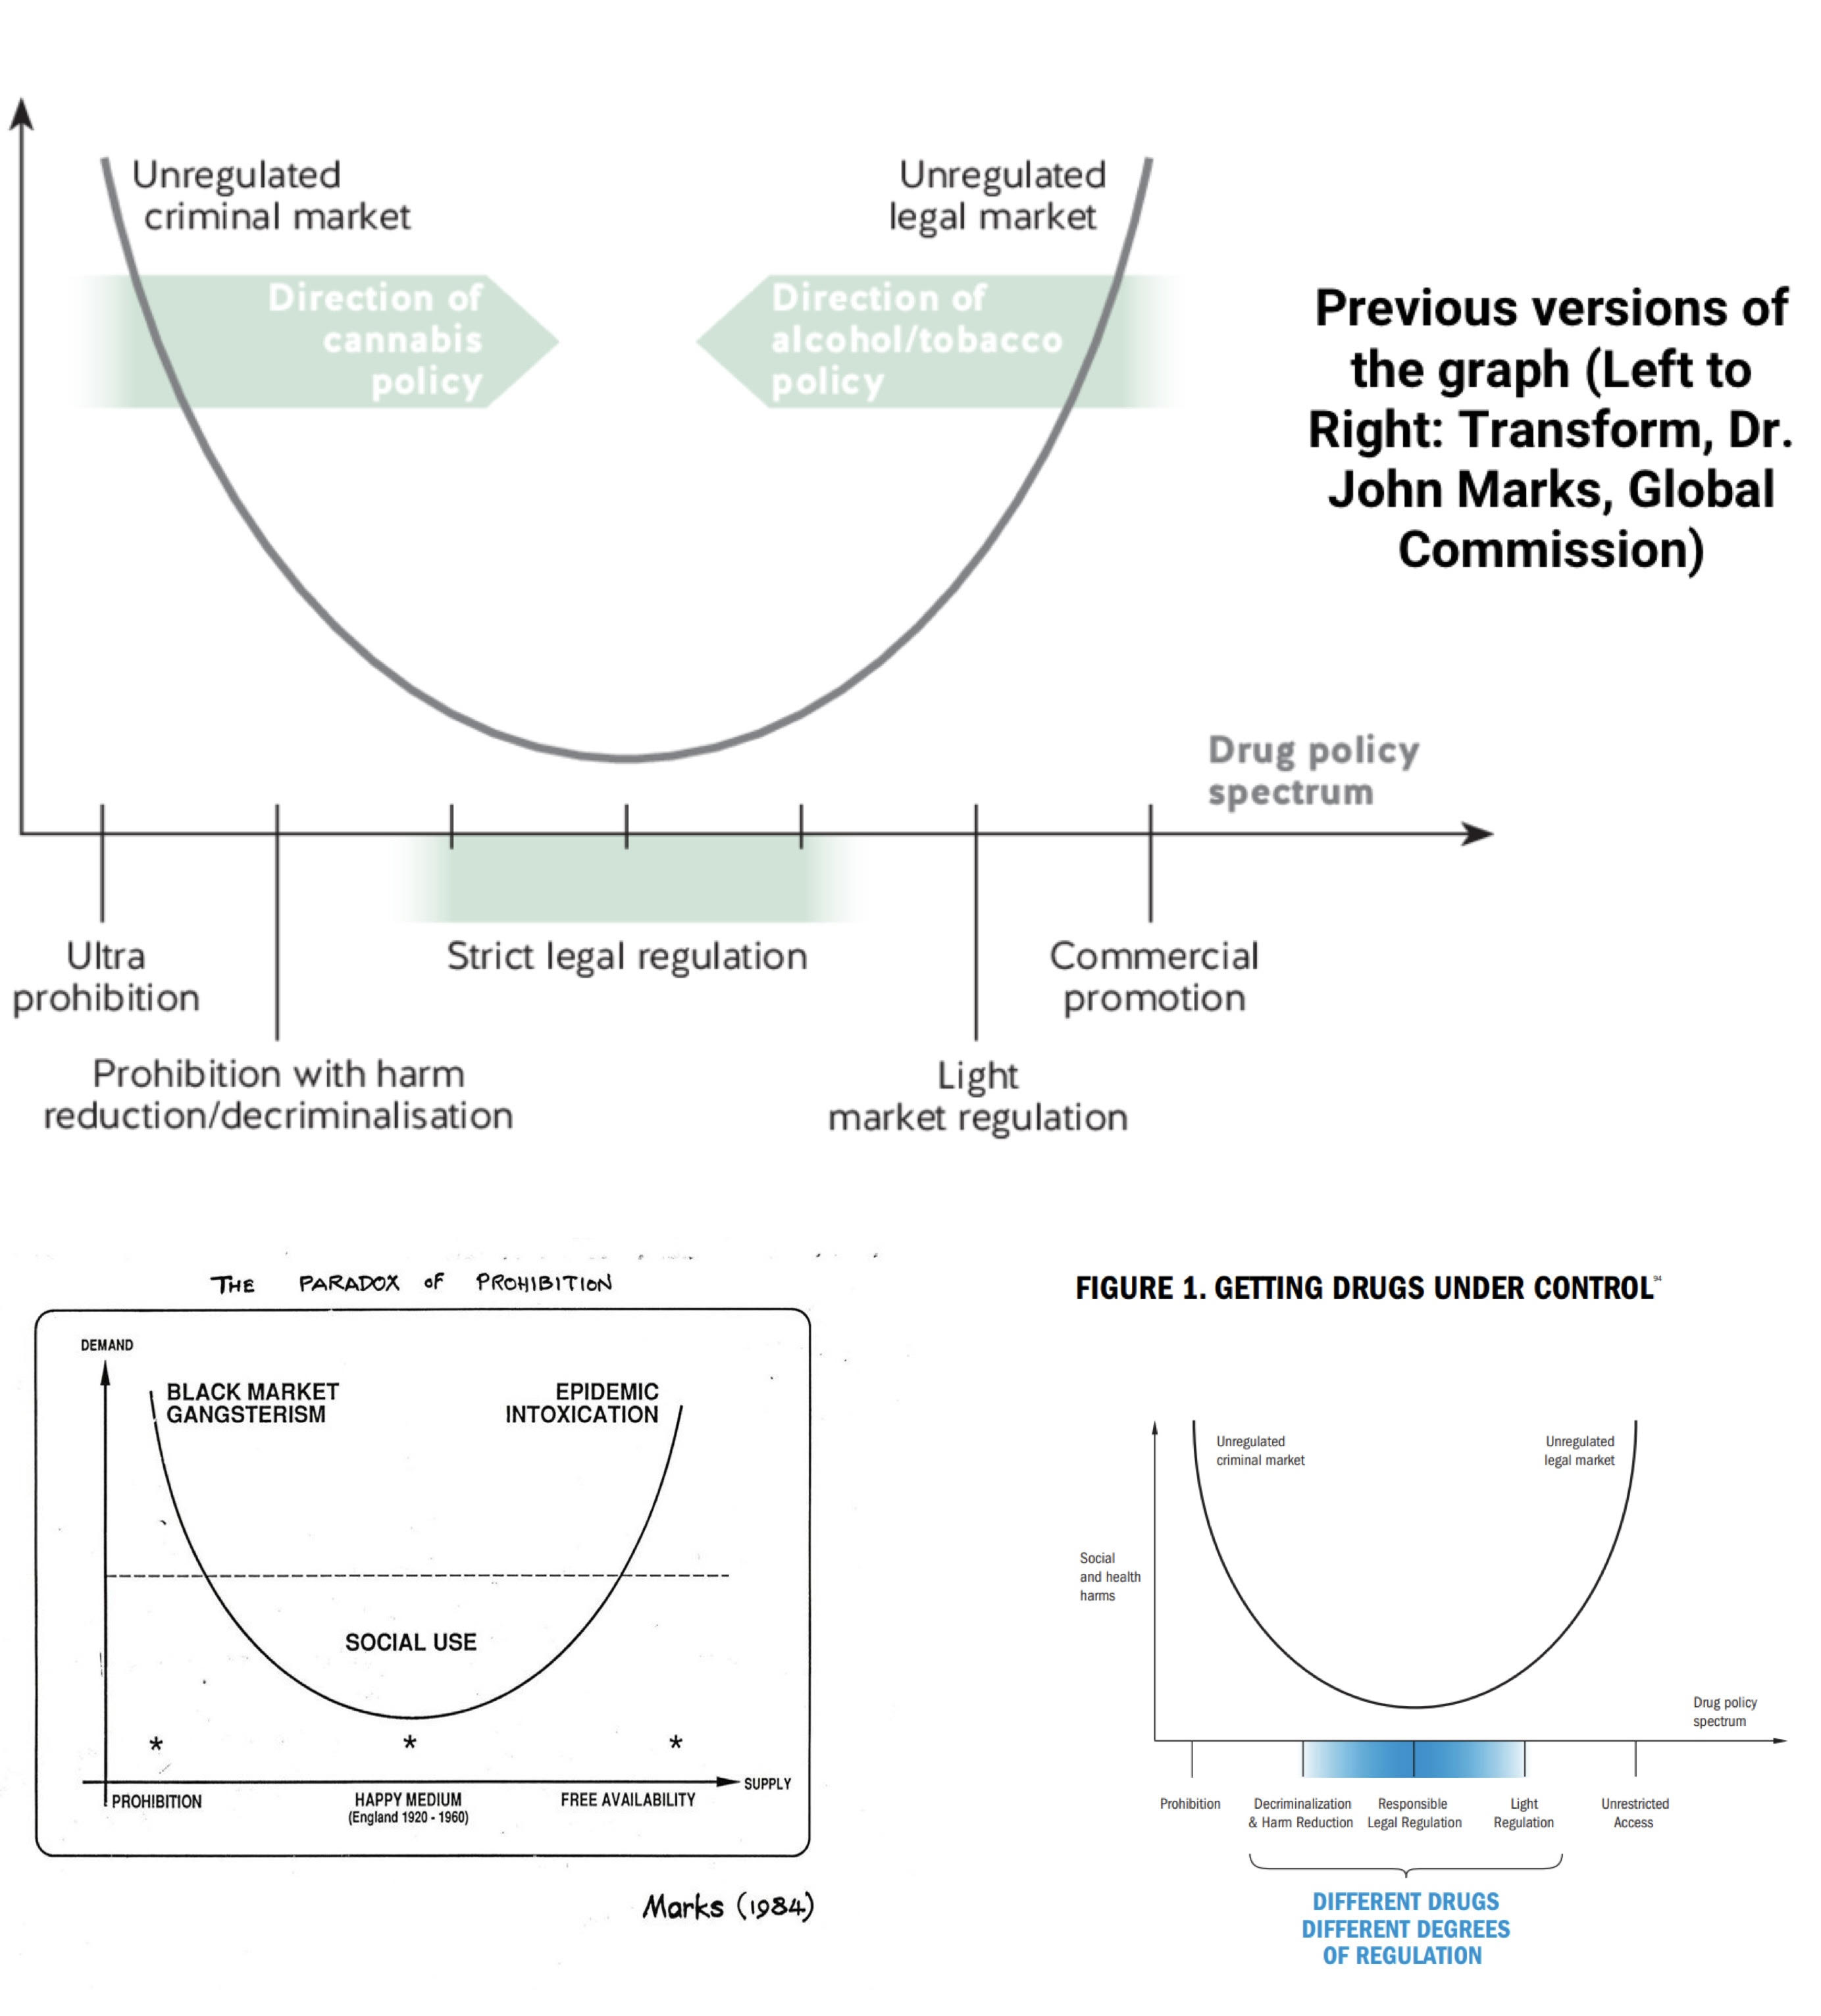 Unregulated
criminal market
Unregulated
legal market
Direction of
cannabis
policy
Direction of
alcohol/tobacco
policy
Previous versions of
the graph (Left to
Right: Transform, Dr.
John Marks, Global
Commission)
Drug policy
spectrum
Ultra
prohibition
Strict legal regulation
Commercial
promotion
Prohibition with harm
reduction/decriminalisation
Light
market regulation
THE PARADOX OF PROHIBITION
DEMAND
BLACK MARKET
GANGSTERISM
EPIDEMIC
INTOXICATION
SOCIAL USE
* * *
SUPPLY
PROHIBITION
HAPPY MEDIUM
(England 1920 - 1960)
FREE AVAILABILITY
Marks (1984)
FIGURE 1. GETTING DRUGS UNDER CONTROL94
Unregulated
criminal market
Unregulated
legal market
Social
and health
harms
Drug policy
spectrum
Prohibition
Decriminalization
& Harm Reduction
Responsible
Legal Regulation
Light
Regulation
Unrestricted
Access
DIFFERENT DRUGS
DIFFERENT DEGREES
OF REGULATION